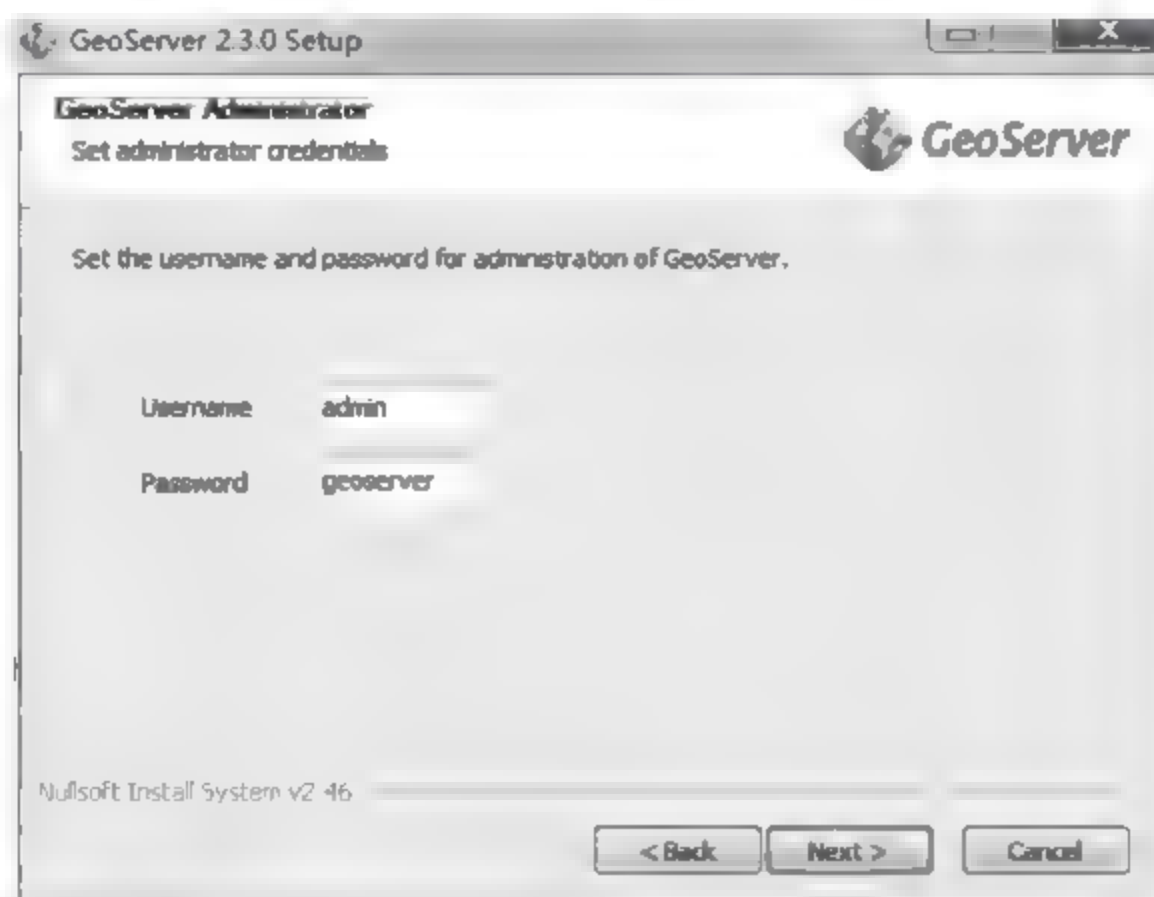 GeoServer 2.3.0 Setup
GeoServer Administrator
Set administrator credentials
GeoServer
Set the username and password for administration of GeoServer.
Username admin
Password geoserver
Nullsoft Install System v2.46
< Back Next > Cancel